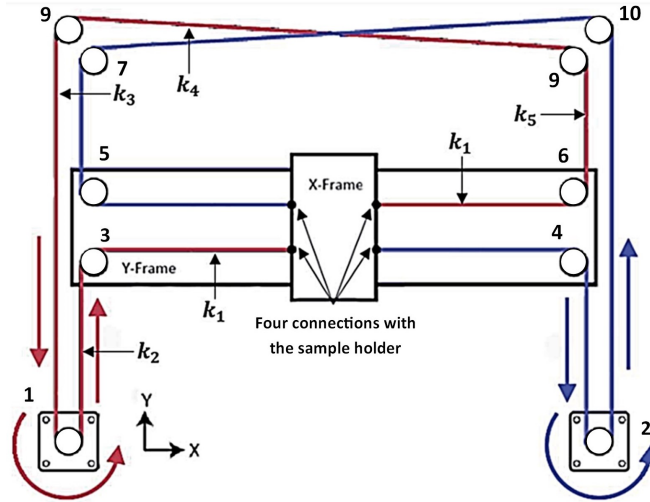 9
10
7
9
k₃
k₄
k₅
k₁
5
6
X-Frame
3
4
Y-Frame
k₁
Four connections with
the sample holder
k₂
1
Y
2
X